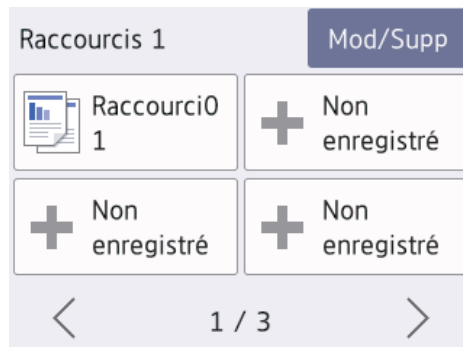 Raccourcis 1
Mod/Supp
Raccourci0
1
Non
enregistré
Non
enregistré
Non
enregistré
1 / 3